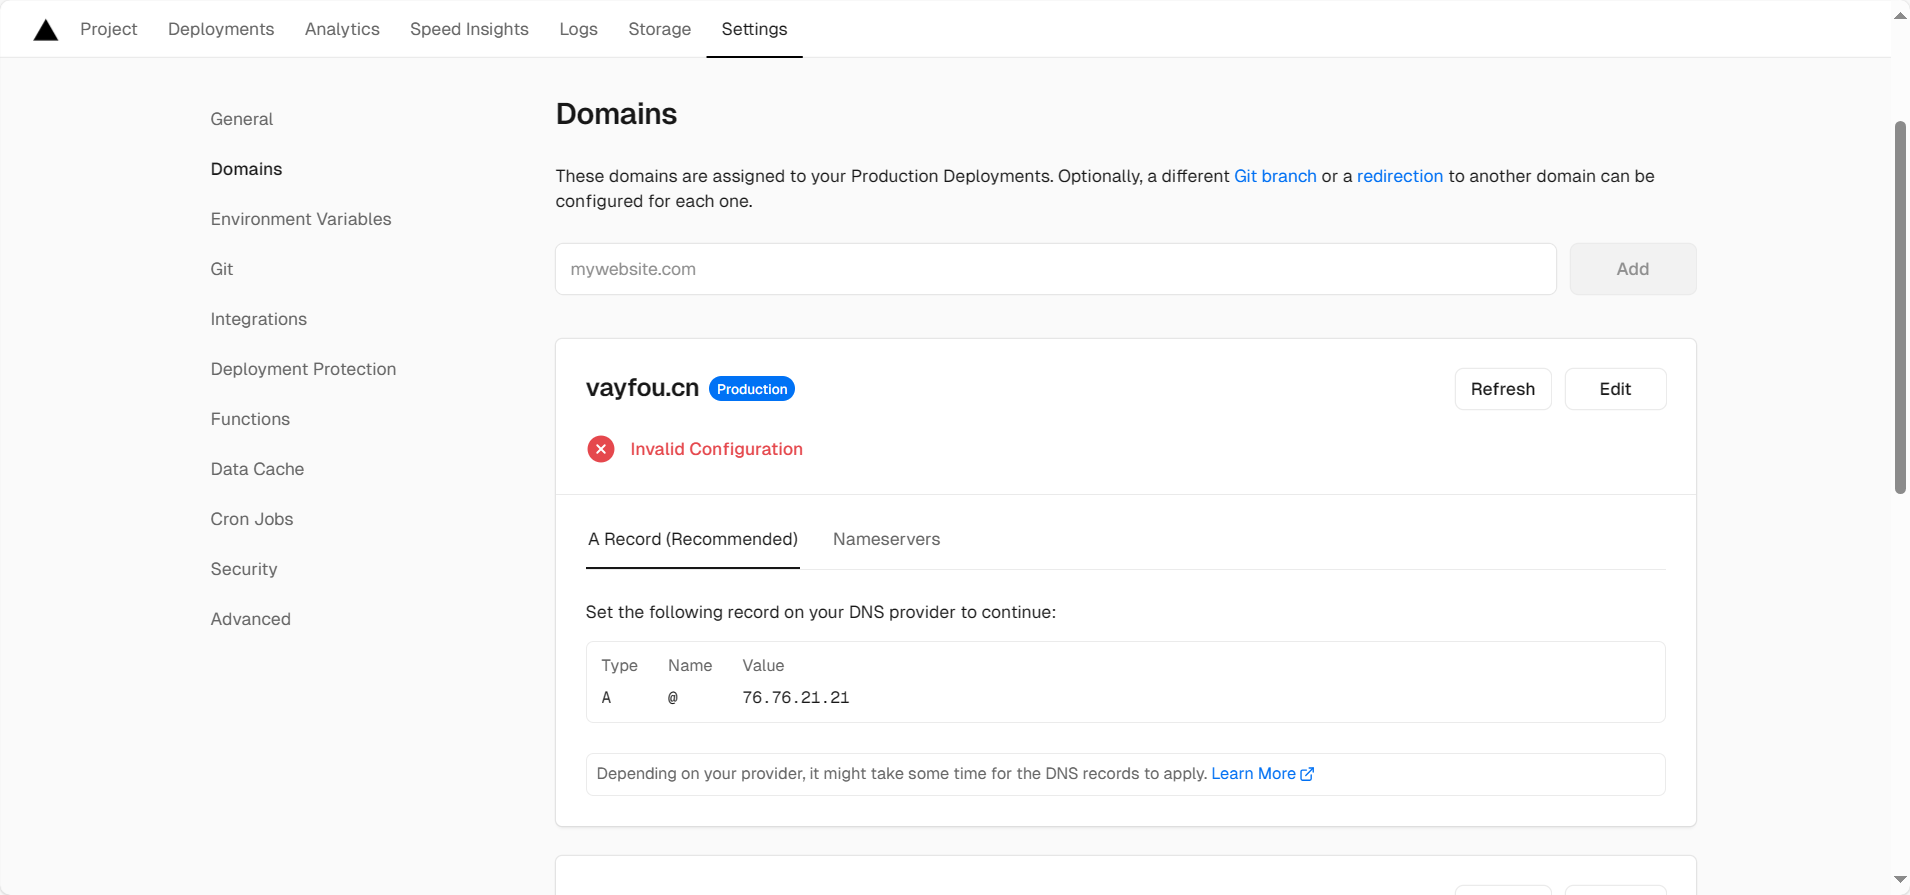 Project Deployments Analytics Speed Insights Logs Storage Settings
General
Domains
Environment Variables
Git
Integrations
Deployment Protection
Functions
Data Cache
Cron Jobs
Security
Advanced
Domains
These domains are assigned to your Production Deployments. Optionally, a different Git branch or a redirection to another domain can be
configured for each one.
mywebsite.com Add
vayfou.cn Production Refresh Edit
Invalid Configuration
A Record (Recommended) Nameservers
Set the following record on your DNS provider to continue:
Type Name Value
A @ 76.76.21.21
Depending on your provider, it might take some time for the DNS records to apply. Learn More